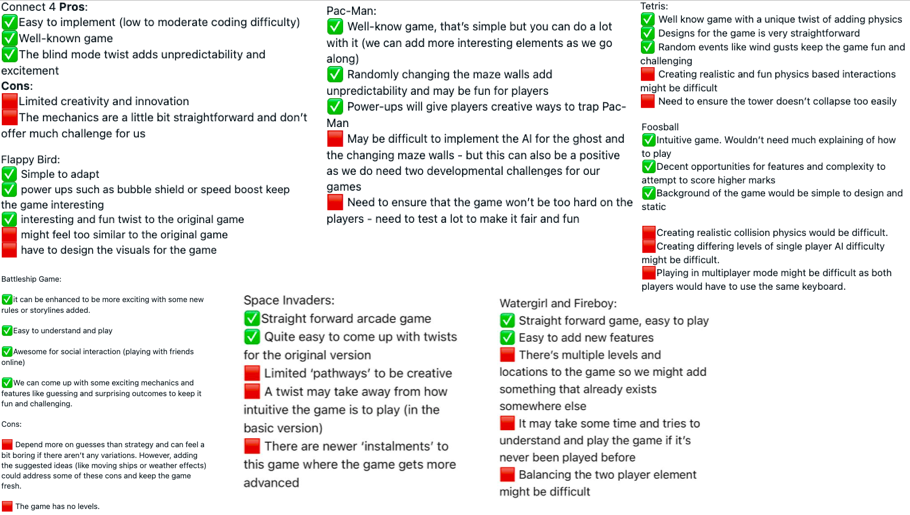 Connect 4 Pros:
✅Easy to implement (low to moderate coding difficulty)
✅Well-known game
✅The blind mode twist adds unpredictability and
excitement
Cons:
🟥Limited creativity and innovation
🟥The mechanics are a little bit straightforward and don't
offer much challenge for us
Flappy Bird:
✅ Simple to adapt
✅ power ups such as bubble shield or speed boost keep
the game interesting
✅ interesting and fun twist to the original game
🟥 might feel too similar to the original game
🟥 have to design the visuals for the game
Pac-Man:
✅ Well-know game, that's simple but you can do a lot
with it (we can add more interesting elements as we go
along)
✅ Randomly changing the maze walls add
unpredictability and may be fun for players
✅ Power-ups will give players creative ways to trap Pac-
Man
🟥 May be difficult to implement the AI for the ghost and
the changing maze walls - but this can also be a positive
as we do need two developmental challenges for our
games
🟥 Need to ensure that the game won't be too hard on the
players - need to test a lot to make it fair and fun
Tetris:
✅ Well know game with a unique twist of adding physics
✅ Designs for the game is very straightforward
✅ Random events like wind gusts keep the game fun and
challenging
🟥 Creating realistic and fun physics based interactions
might be difficult
🟥 Need to ensure the tower doesn't collapse too easily
Foosball
✅Intuitive game. Wouldn't need much explaining of how
to play
✅Decent opportunities for features and complexity to
attempt to score higher marks
✅Background of the game would be simple to design and
static
🟥Creating realistic collision physics would be difficult.
🟥Creating differing levels of single player AI difficulty
might be difficult.
🟥Playing in multiplayer mode might be difficult as both
players would have to use the same keyboard.
Battleship Game:
✅it can be enhanced to be more exciting with some new
rules or storylines added.
✅Easy to understand and play
✅Awesome for social interaction (playing with friends
online)
✅We can come up with some exciting mechanics and
features like guessing and surprising outcomes to keep it
fun and challenging.
Cons:
🟥 Depend more on guesses than strategy and can feel a
bit boring if there aren't any variations. However, adding
the suggested ideas (like moving ships or weather effects)
could address some of these cons and keep the game
fresh.
🟥 The game has no levels.
Space Invaders:
✅Straight forward arcade game
✅ Quite easy to come up with twists
for the original version
🟥 Limited 'pathways' to be creative
🟥 A twist may take away from how
intuitive the game is to play (in the
basic version)
🟥 There are newer 'instalments' to
this game where the game gets more
advanced
Watergirl and Fireboy:
✅ Straight forward game, easy to play
✅ Easy to add new features
🟥 There's multiple levels and
locations to the game so we might add
something that already exists
somewhere else
🟥 It may take some time and tries to
understand and play the game if it's
never been played before
🟥 Balancing the two player element
might be difficult